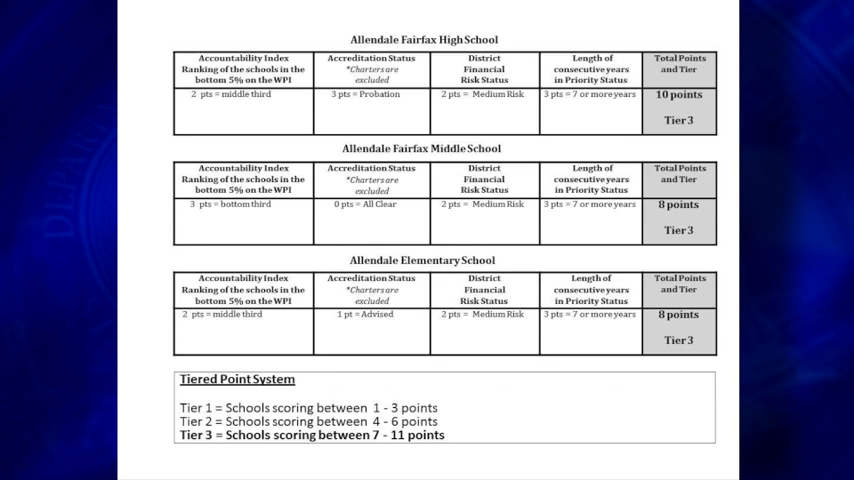 Allendale Fairfax High School
Accountability Index Ranking of the schools in the bottom 5% on the WPI
Accreditation Status *Charters are excluded
District Financial Risk Status
Length of consecutive years in Priority Status
Total Points and Tier
2 pts = middle third
3 pts = Probation
2 pts = Medium Risk
3 pts = 7 or more years
10 points
Tier 3
Allendale Fairfax Middle School
Accountability Index Ranking of the schools in the bottom 5% on the WPI
Accreditation Status *Charters are excluded
District Financial Risk Status
Length of consecutive years in Priority Status
Total Points and Tier
3 pts = bottom third
0 pts = All Clear
2 pts = Medium Risk
3 pts = 7 or more years
8 points
Tier 3
Allendale Elementary School
Accountability Index Ranking of the schools in the bottom 5% on the WPI
Accreditation Status *Charters are excluded
District Financial Risk Status
Length of consecutive years in Priority Status
Total Points and Tier
2 pts = middle third
1 pt = Advised
2 pts = Medium Risk
3 pts = 7 or more years
8 points
Tier 3
Tiered Point System
Tier 1 = Schools scoring between 1 - 3 points
Tier 2 = Schools scoring between 4 - 6 points
Tier 3 = Schools scoring between 7 - 11 points